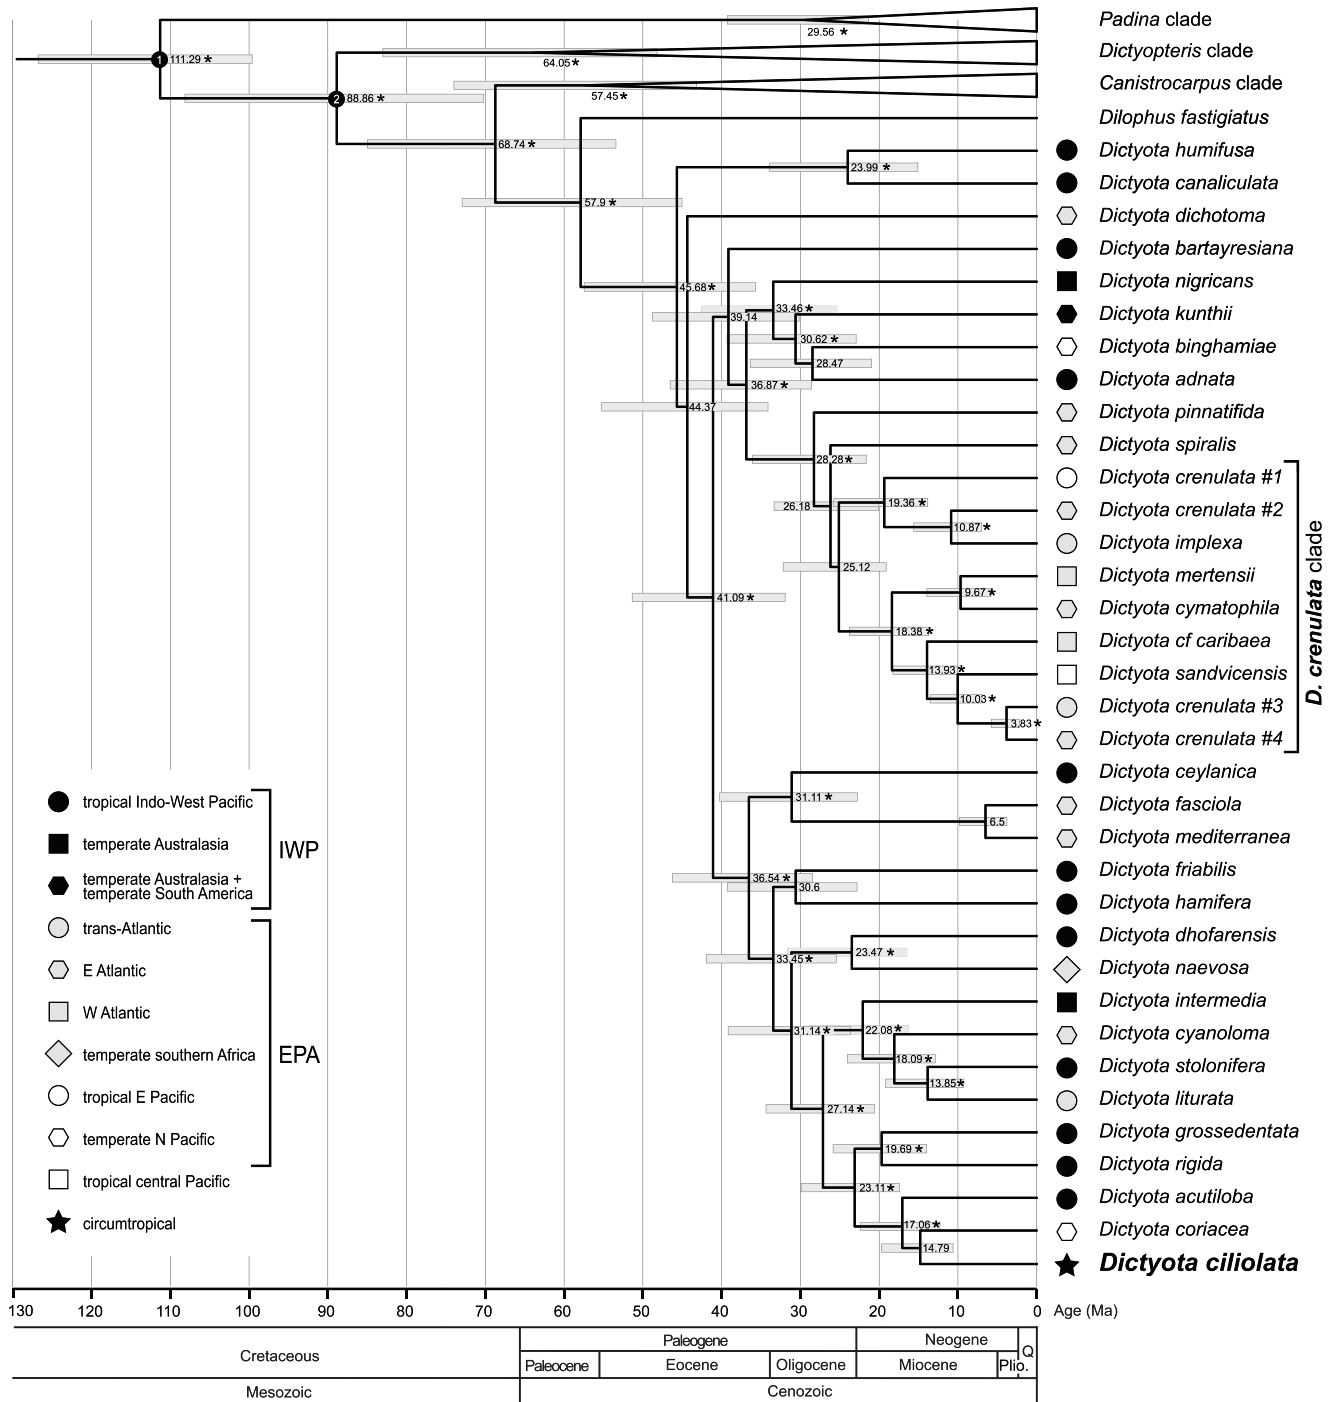 Padina clade
29.56 *
Dictyopteris clade
1 111.29 *
64.05 *
Canistrocarpus clade
2 88.86 *
57.45 *
Dilophus fastigiatus
68.74 *
Dictyota humifusa
23.99 *
Dictyota canaliculata
57.9 *
Dictyota dichotoma
Dictyota bartayresiana
45.68 *
Dictyota nigricans
33.46 *
39.14
Dictyota kunthii
30.62 *
Dictyota binghamiae
28.47
Dictyota adnata
36.87 *
44.37
Dictyota pinnatifida
Dictyota spiralis
28.28 *
Dictyota crenulata #1
26.18
19.36 *
Dictyota crenulata #2
10.87 *
Dictyota implexa
25.12
Dictyota mertensii
9.67 *
41.09 *
Dictyota cymatophila
18.38 *
Dictyota cf caribaea
13.93 *
Dictyota sandvicensis
10.03 *
Dictyota crenulata #3
3.83 *
Dictyota crenulata #4
D. crenulata clade
Dictyota ceylanica
31.11 *
Dictyota fasciola
6.5
Dictyota mediterranea
Dictyota friabilis
36.54 *
30.6
Dictyota hamifera
Dictyota dhofarensis
23.47 *
33.45 *
Dictyota naevosa
Dictyota intermedia
31.14 *
22.08 *
Dictyota cyanoloma
18.09 *
Dictyota stolonifera
13.85 *
Dictyota liturata
27.14 *
Dictyota grossedentata
19.69 *
Dictyota rigida
23.11 *
Dictyota acutiloba
17.06 *
Dictyota coriacea
14.79
Dictyota ciliolata
tropical Indo-West Pacific
temperate Australasia
IWP
temperate Australasia +
temperate South America
trans-Atlantic
E Atlantic
W Atlantic
temperate southern Africa
EPA
tropical E Pacific
temperate N Pacific
tropical central Pacific
circumtropical
130 120 110 100 90 80 70 60 50 40 30 20 10 0 Age (Ma)
Cretaceous Paleogene Neogene Q
Paleocene Eocene Oligocene Miocene Plio.
Mesozoic Cenozoic